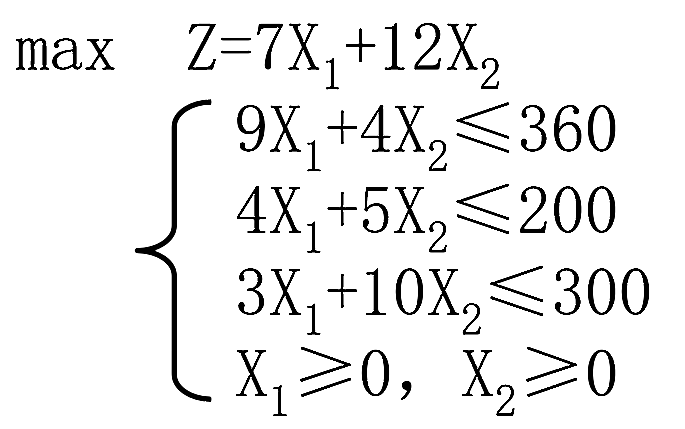 max Z=7X₁+12X₂
9X₁+4X₂≤360
4X₁+5X₂≤200
3X₁+10X₂≤300
X₁≥0, X₂≥0